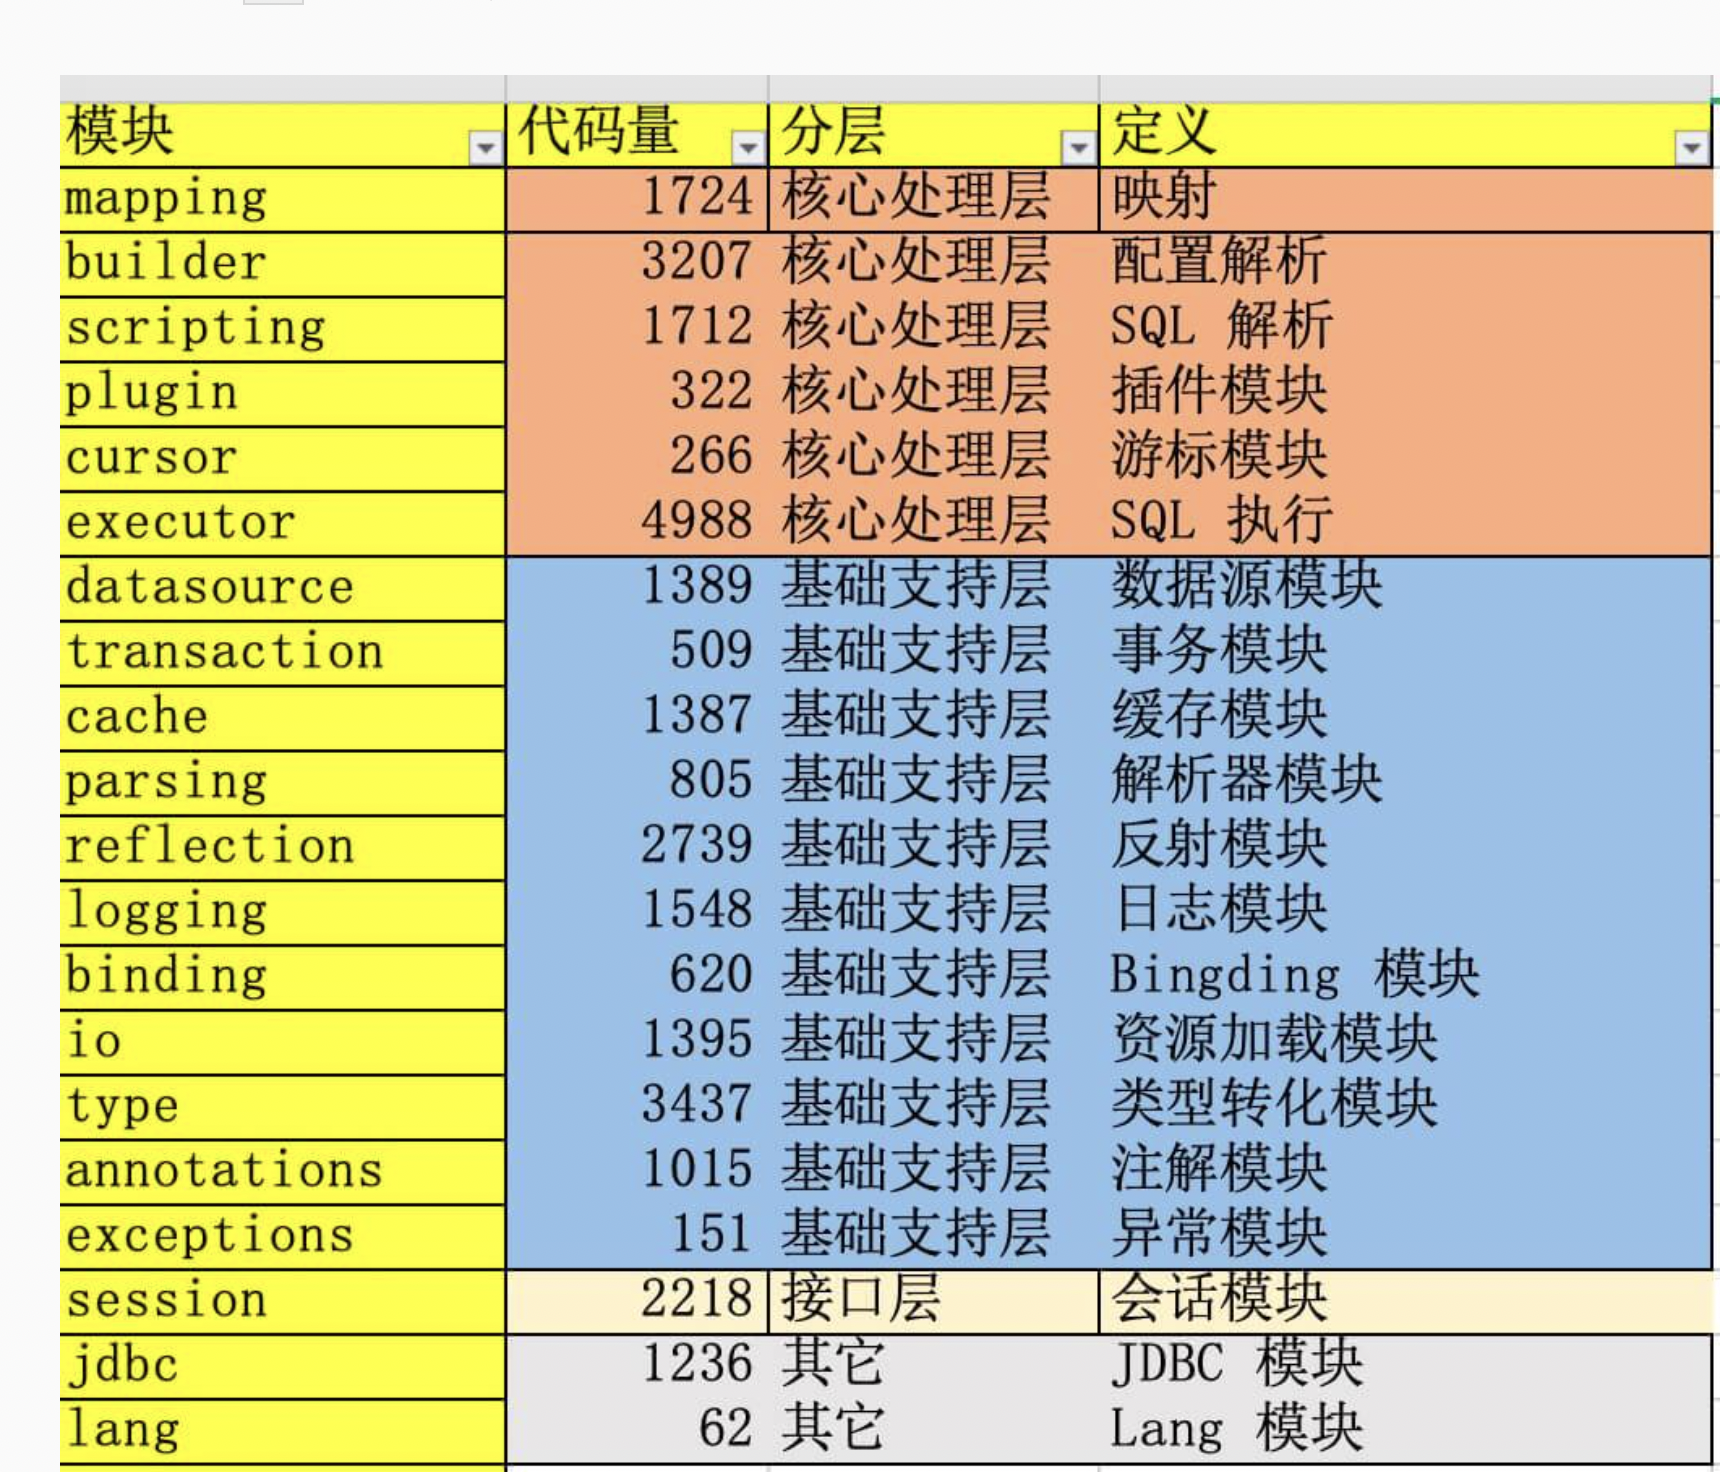 模块 代码量 分层 定义
mapping 1724 核心处理层 映射
builder 3207 核心处理层 配置解析
scripting 1712 核心处理层 SQL 解析
plugin 322 核心处理层 插件模块
cursor 266 核心处理层 游标模块
executor 4988 核心处理层 SQL 执行
datasource 1389 基础支持层 数据源模块
transaction 509 基础支持层 事务模块
cache 1387 基础支持层 缓存模块
parsing 805 基础支持层 解析器模块
reflection 2739 基础支持层 反射模块
logging 1548 基础支持层 日志模块
binding 620 基础支持层 Bingding 模块
io 1395 基础支持层 资源加载模块
type 3437 基础支持层 类型转化模块
annotations 1015 基础支持层 注解模块
exceptions 151 基础支持层 异常模块
session 2218 接口层 会话模块
jdbc 1236 其它 JDBC 模块
lang 62 其它 Lang 模块